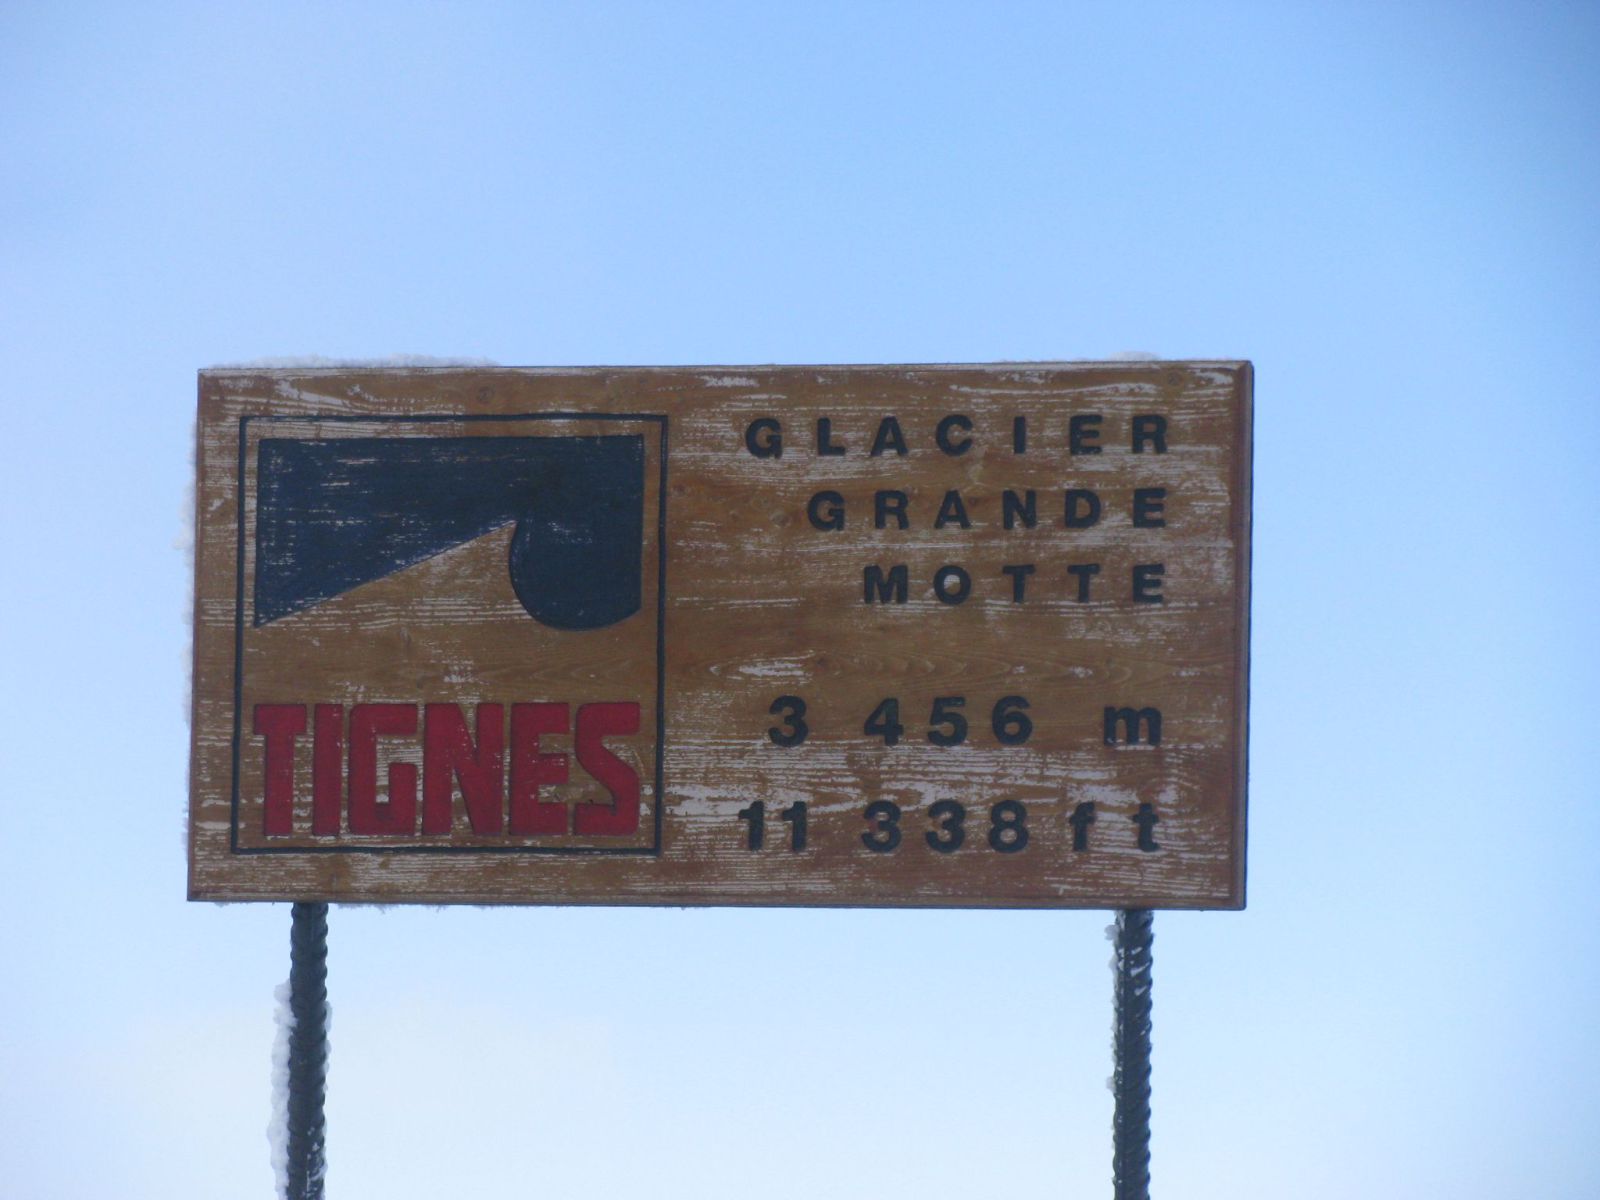 TIGNES
GLACIER
GRANDE
MOTTE
3 456 m
11 338 ft